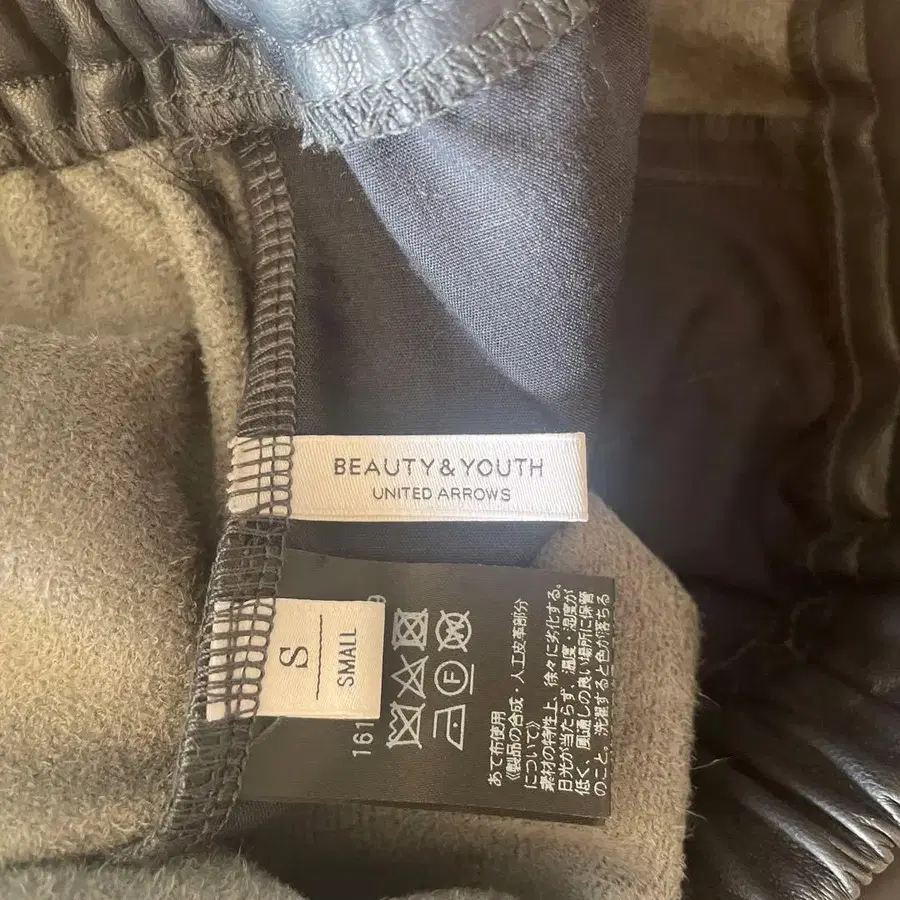 BEAUTY & YOUTH
UNITED ARROWS
S
SMALL
161
9
F
あて布使用
《製品の合成・人工皮革部分
について》
素材の特性上、徐々に劣化する。
日光が当たらず、温度・湿度が
低く、風通しの良い場所に保管
のこと。洗濯すると色が落ちる